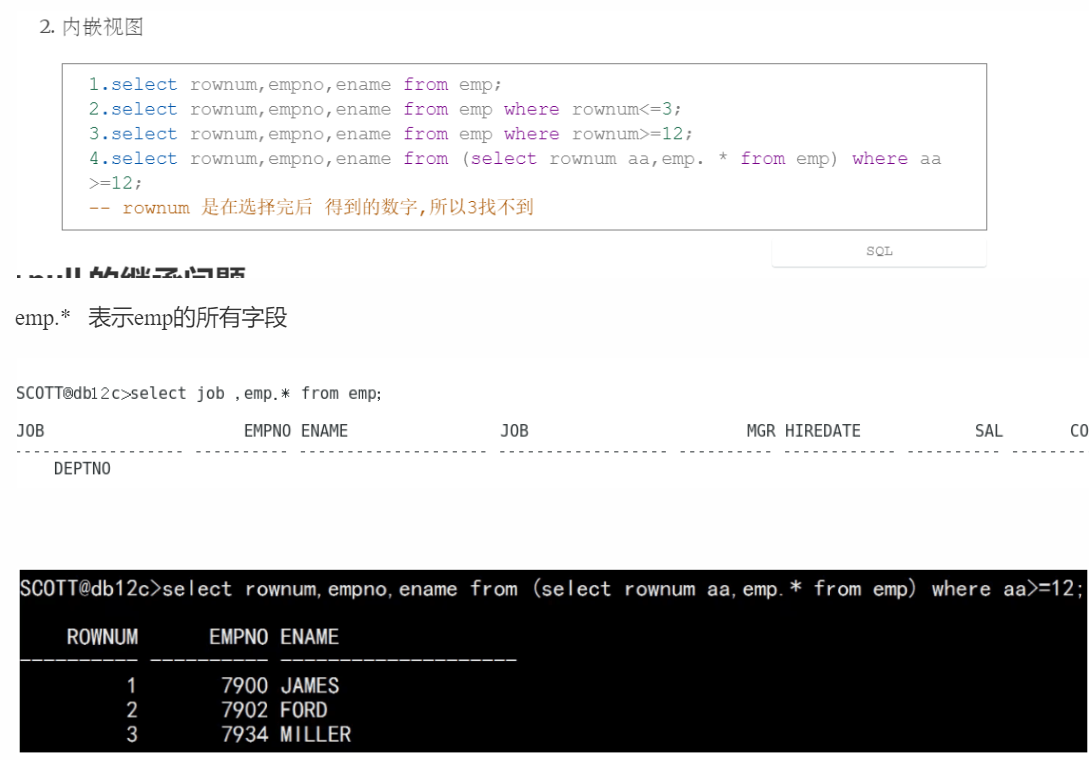 2. 内嵌视图
1.select rownum,empno,ename from emp;
2.select rownum,empno,ename from emp where rownum<=3;
3.select rownum,empno,ename from emp where rownum>=12;
4.select rownum,empno,ename from (select rownum aa,emp. * from emp) where aa
>=12;
-- rownum 是在选择完后 得到的数字,所以3找不到
SQL
emp.* 表示emp的所有字段
SCOTT@db12c>select job ,emp.* from emp;
JOB EMPNO ENAME JOB MGR HIREDATE SAL CO
------------------ ---------- -------------------- ------------------ ---------- ------------ ---------- --------
DEPTNO
SCOTT@db12c>select rownum,empno,ename from (select rownum aa,emp.* from emp) where aa>=12;
ROWNUM EMPNO ENAME
---------- ---------- --------------------
1 7900 JAMES
2 7902 FORD
3 7934 MILLER